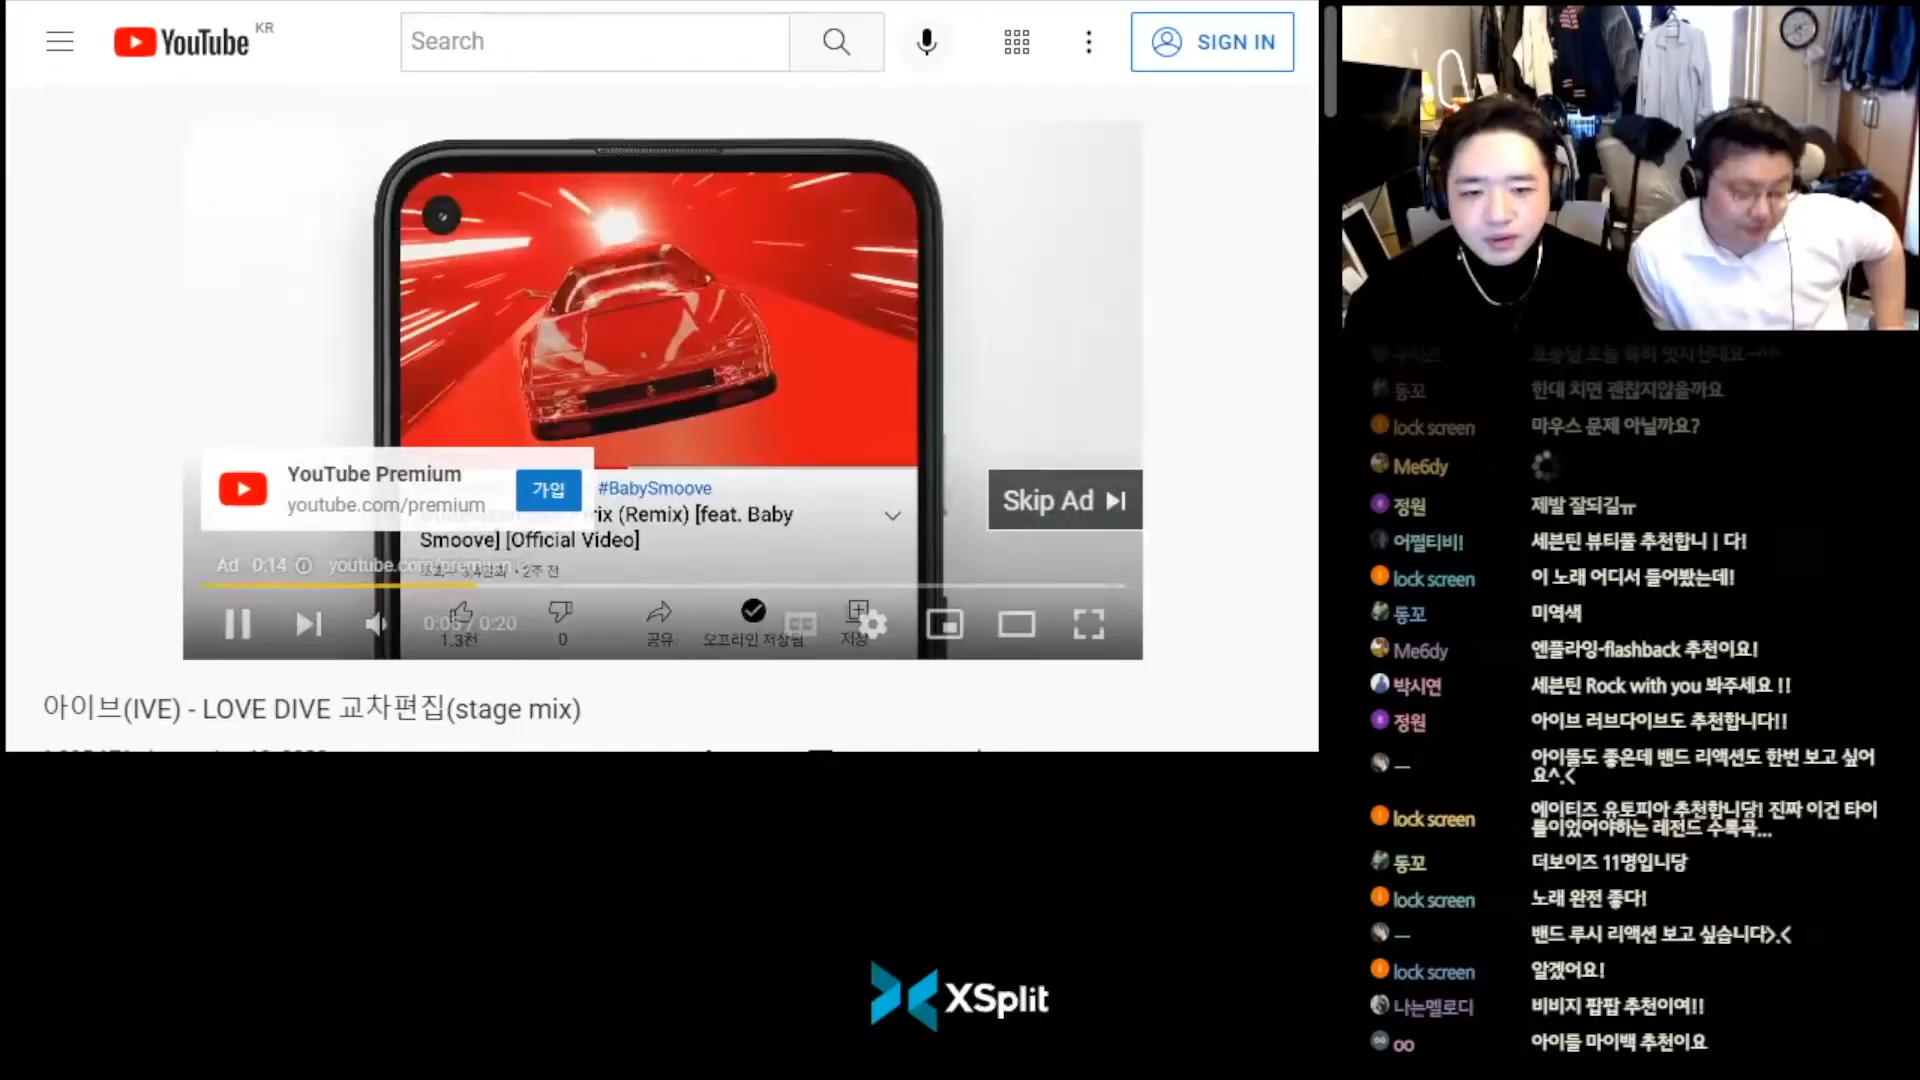 YouTube KR
Search
SIGN IN
YouTube Premium
youtube.com/premium
가입
#BabySmoove
(Remix) [feat. Baby
Smoove] [Official Video]
Skip Ad
Ad 0:14
2주 전
/ 0:20
1.3천
0
공유
오프라인 저장됨
저장
아이브(IVE) - LOVE DIVE 교차편집(stage mix)
XSplit
동꼬 한대 치면 괜찮지않을까요
lock screen 마우스 문제 아닐까요?
Me6dy
정원 제발 잘되길ㅠ
어쩔티비! 세븐틴 뷰티풀 추천합니ㅣ다!
lock screen 이 노래 어디서 들어봤는데!
동꼬 미역색
Me6dy 엔플라잉-flashback 추천이요!
박시연 세븐틴 Rock with you 봐주세요 !!
정원 아이브 러브다이브도 추천합니다!!
— 아이돌도 좋은데 밴드 리액션도 한번 보고 싶어
요^.<
lock screen 에이티즈 유토피아 추천합니당! 진짜 이건 타이
틀이었어야하는 레전드 수록곡...
동꼬 더보이즈 11명입니당
lock screen 노래 완전 좋다!
— 밴드 루시 리액션 보고 싶습니다>.<
lock screen 알겠어요!
나는멜로디 비비지 팝팝 추천이여!!
oo 아이들 마이백 추천이요